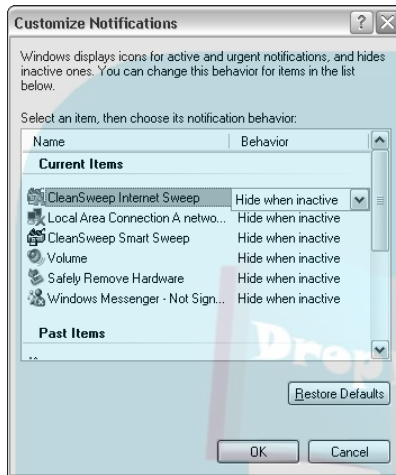 Customize Notifications
Windows displays icons for active and urgent notifications, and hides
inactive ones. You can change this behavior for items in the list
below.
Select an item, then choose its notification behavior:
Name Behavior
Current Items
CleanSweep Internet Sweep Hide when inactive
Local Area Connection A netwo... Hide when inactive
CleanSweep Smart Sweep Hide when inactive
Volume Hide when inactive
Safely Remove Hardware Hide when inactive
Windows Messenger - Not Sign... Hide when inactive
Past Items
Drop
Restore Defaults
OK Cancel